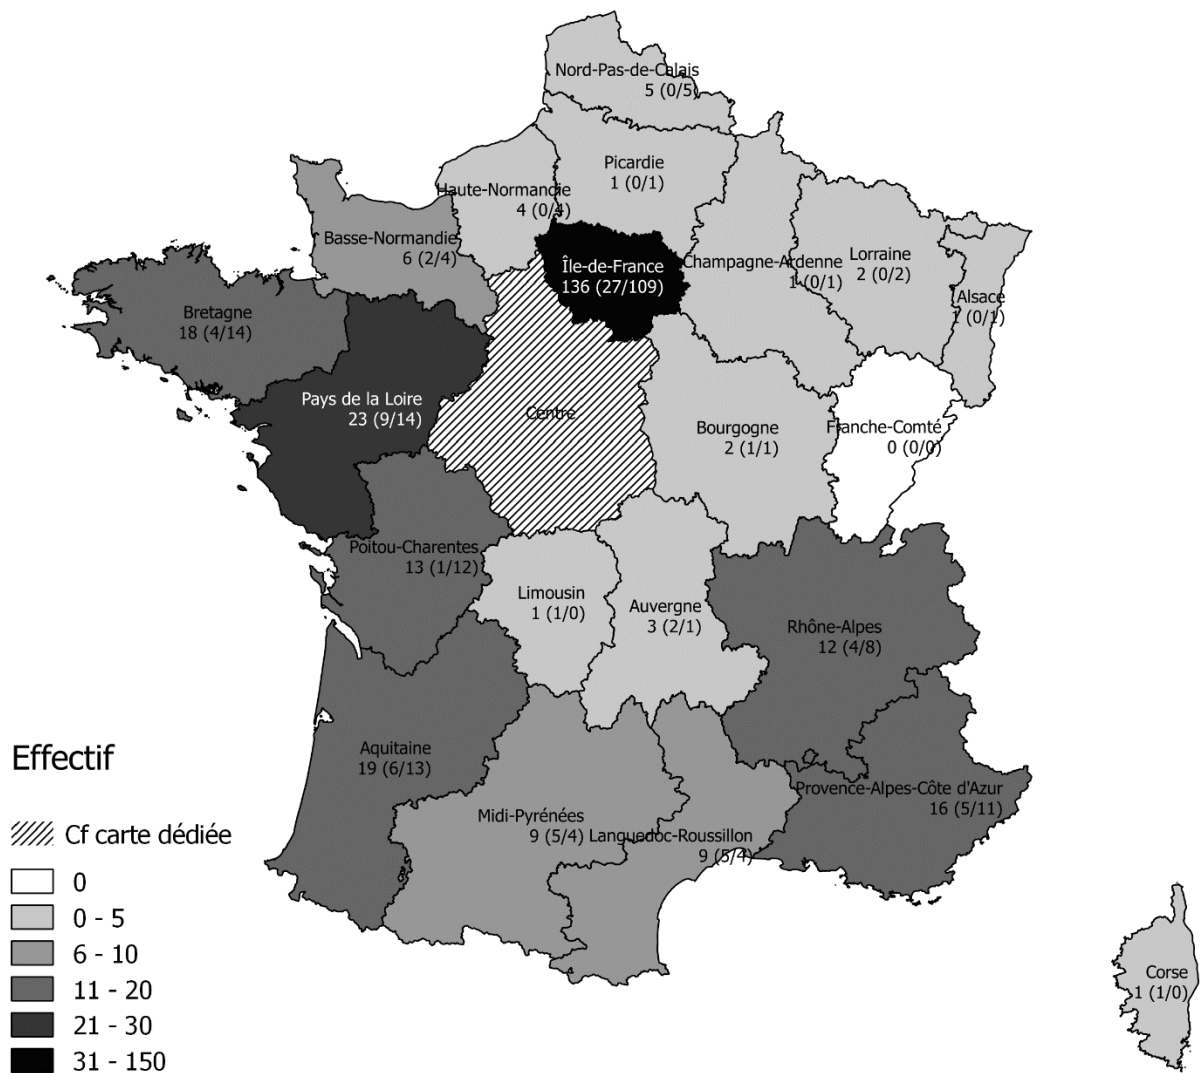 Nord-Pas-de-Calais
5 (0/5)
Picardie
1 (0/1)
Haute-Normandie
4 (0/4)
Basse-Normandie
6 (2/4)
Île-de-France
136 (27/109)
Champagne-Ardenne
1 (0/1)
Lorraine
2 (0/2)
Alsace
1 (0/1)
Bretagne
18 (4/14)
Pays de la Loire
23 (9/14)
Centre
Bourgogne
2 (1/1)
Franche-Comté
0 (0/0)
Poitou-Charentes
13 (1/12)
Limousin
1 (1/0)
Auvergne
3 (2/1)
Rhône-Alpes
12 (4/8)
Aquitaine
19 (6/13)
Midi-Pyrénées
9 (5/4)
Languedoc-Roussillon
9 (5/4)
Provence-Alpes-Côte d'Azur
16 (5/11)
Corse
1 (1/0)
Effectif
Cf carte dédiée
0
0 - 5
6 - 10
11 - 20
21 - 30
31 - 150